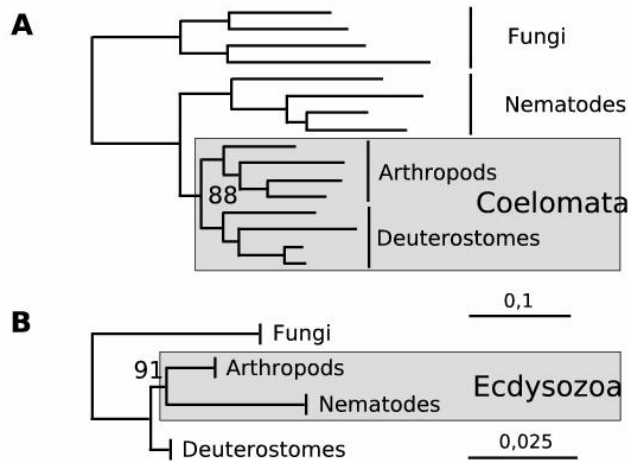 A
Fungi
Nematodes
Arthropods
88
Coelomata
Deuterostomes
0,1
B
Fungi
91
Arthropods
Ecdysozoa
Nematodes
Deuterostomes
0,025